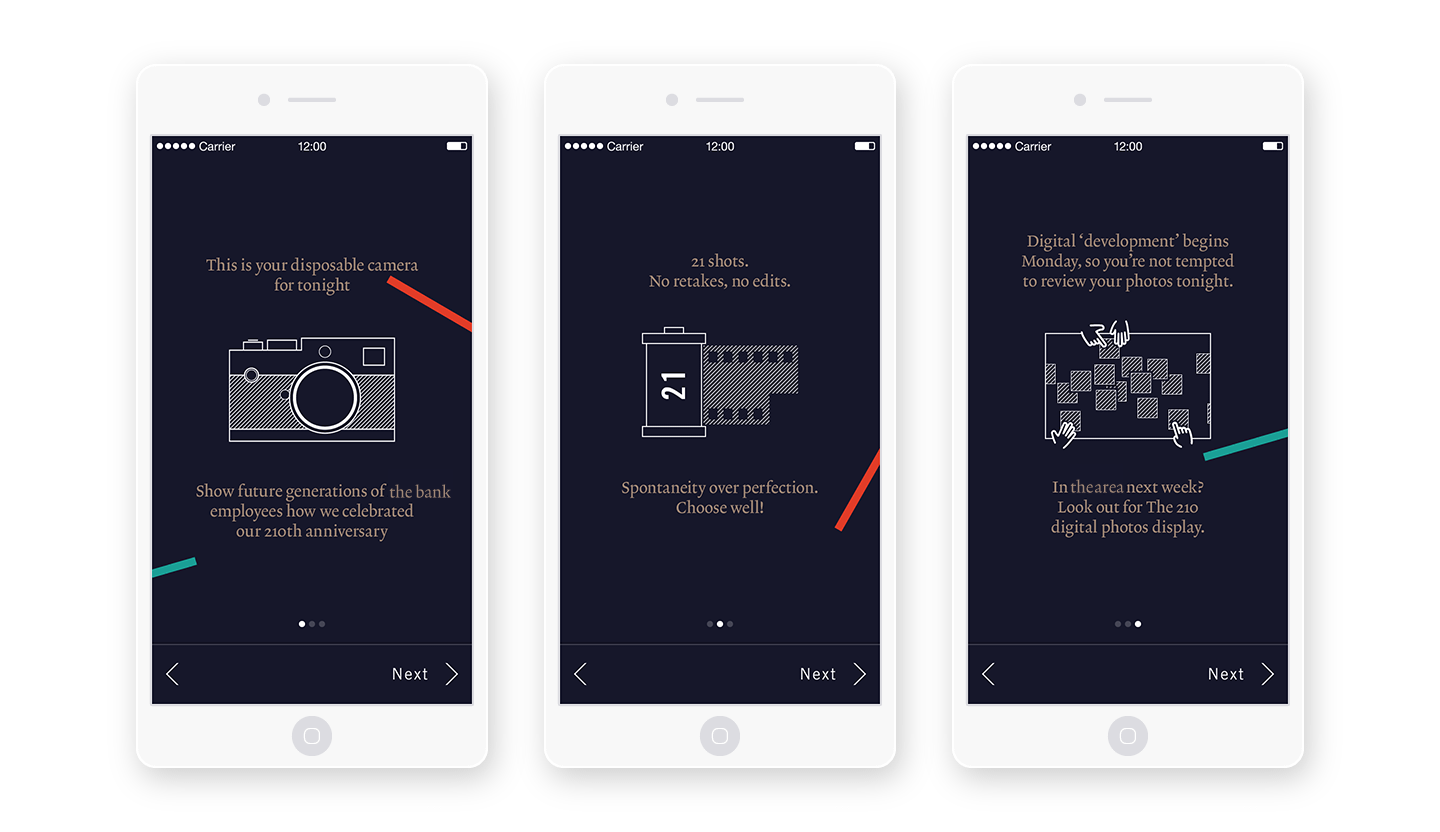 Carrier 12:00
This is your disposable camera
for tonight
Show future generations of the bank
employees how we celebrated
our 210th anniversary
Next
Carrier 12:00
21 shots.
No retakes, no edits.
21
Spontaneity over perfection.
Choose well!
Next
Carrier 12:00
Digital ‘development’ begins
Monday, so you’re not tempted
to review your photos tonight.
In the area next week?
Look out for The 210
digital photos display.
Next